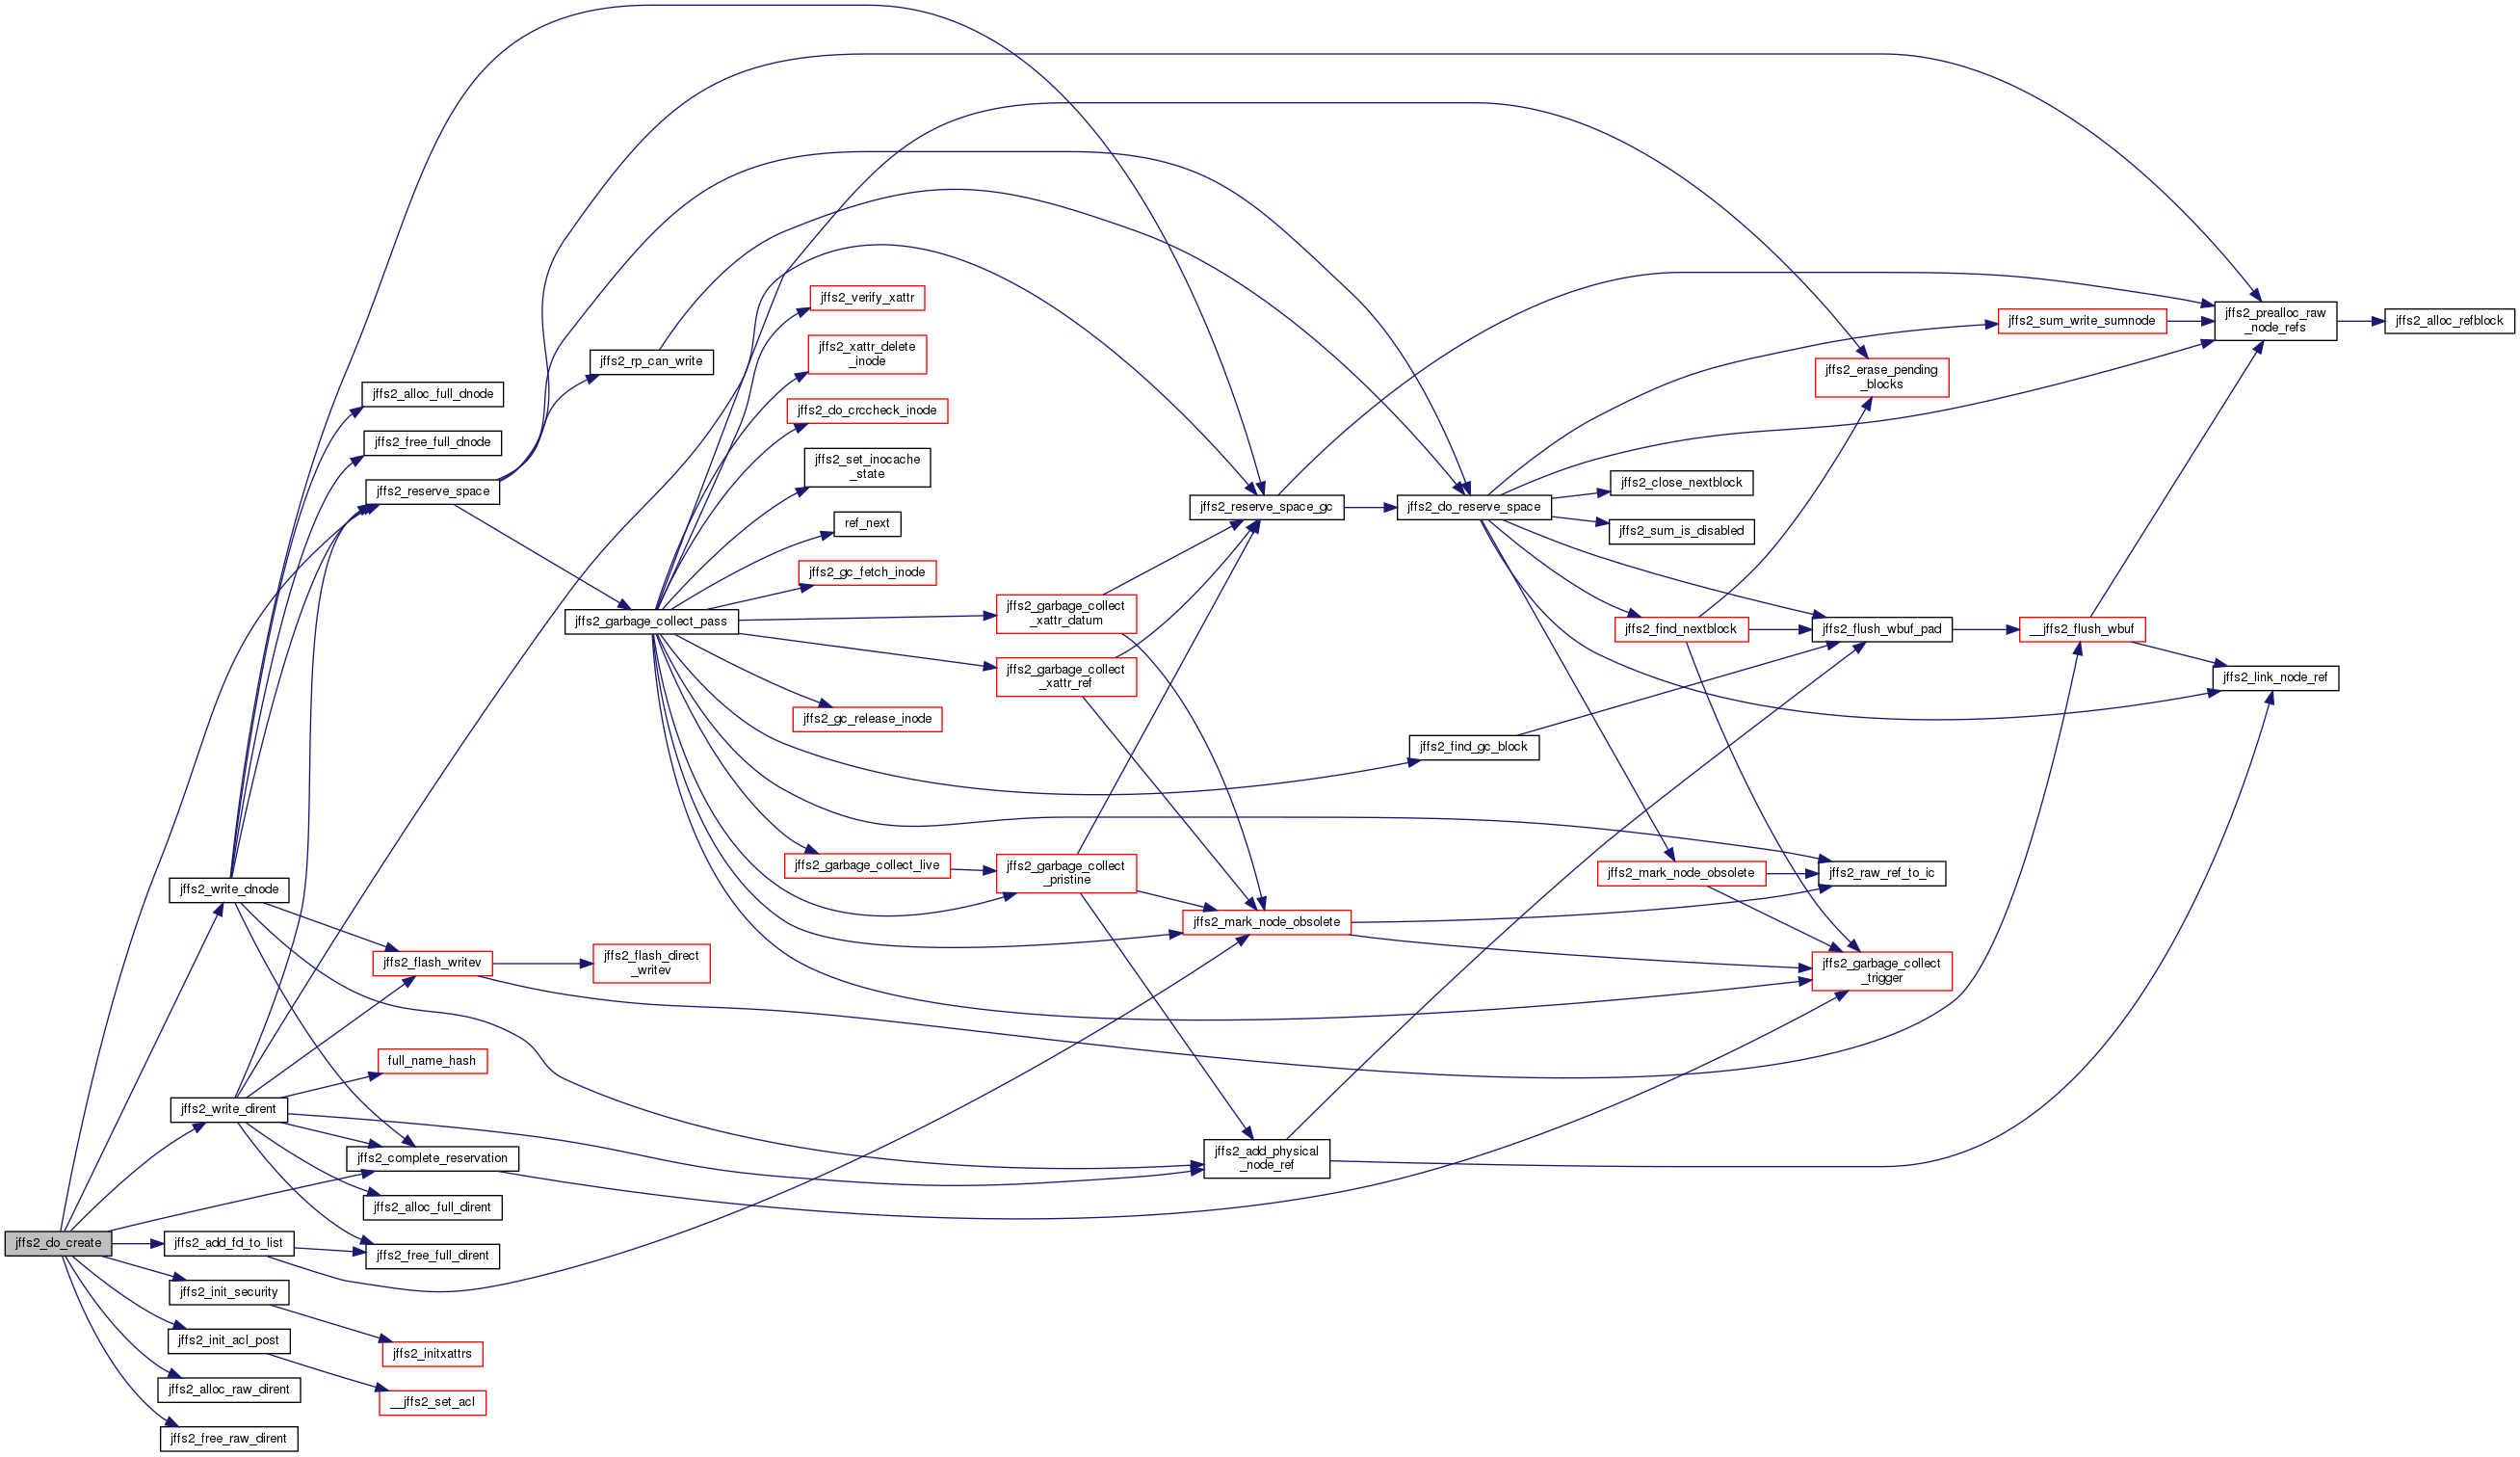 jffs2_do_create
jffs2_write_dnode
jffs2_write_dirent
jffs2_add_fd_to_list
jffs2_init_security
jffs2_init_acl_post
jffs2_alloc_raw_dirent
jffs2_free_raw_dirent
jffs2_alloc_full_dnode
jffs2_free_full_dnode
jffs2_reserve_space
jffs2_flash_writev
full_name_hash
jffs2_complete_reservation
jffs2_alloc_full_dirent
jffs2_free_full_dirent
jffs2_initxattrs
__jffs2_set_acl
jffs2_rp_can_write
jffs2_garbage_collect_pass
jffs2_flash_direct
_writev
jffs2_verify_xattr
jffs2_xattr_delete
_inode
jffs2_do_crccheck_inode
jffs2_set_inocache
_state
ref_next
jffs2_gc_fetch_inode
jffs2_gc_release_inode
jffs2_garbage_collect_live
jffs2_garbage_collect
_xattr_datum
jffs2_garbage_collect
_xattr_ref
jffs2_garbage_collect
_pristine
jffs2_reserve_space_gc
jffs2_mark_node_obsolete
jffs2_add_physical
_node_ref
jffs2_do_reserve_space
jffs2_find_gc_block
jffs2_close_nextblock
jffs2_sum_is_disabled
jffs2_find_nextblock
jffs2_mark_node_obsolete
jffs2_erase_pending
_blocks
jffs2_flush_wbuf_pad
jffs2_raw_ref_to_ic
jffs2_garbage_collect
_trigger
jffs2_sum_write_sumnode
__jffs2_flush_wbuf
jffs2_prealloc_raw
_node_refs
jffs2_link_node_ref
jffs2_alloc_refblock